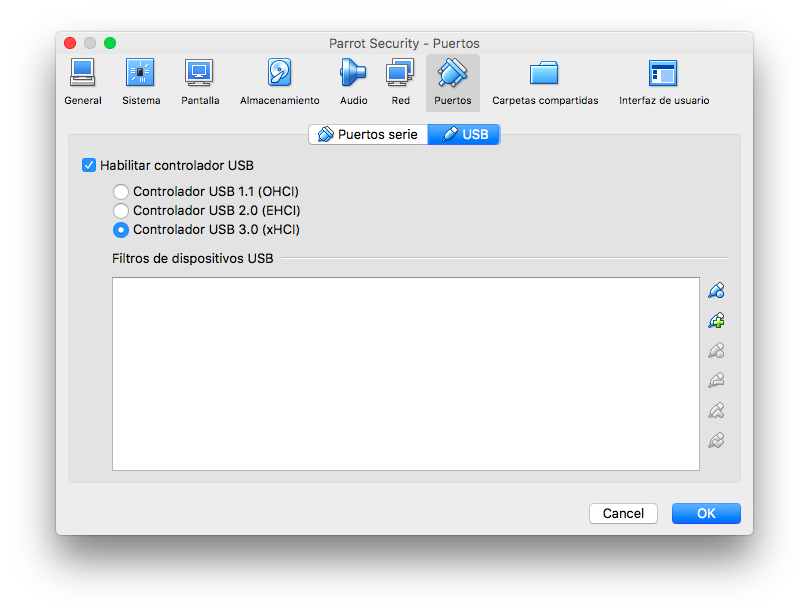 Parrot Security - Puertos
General Sistema Pantalla Almacenamiento Audio Red Puertos Carpetas compartidas Interfaz de usuario
Puertos serie USB
Habilitar controlador USB
Controlador USB 1.1 (OHCI)
Controlador USB 2.0 (EHCI)
Controlador USB 3.0 (xHCI)
Filtros de dispositivos USB
Cancel OK